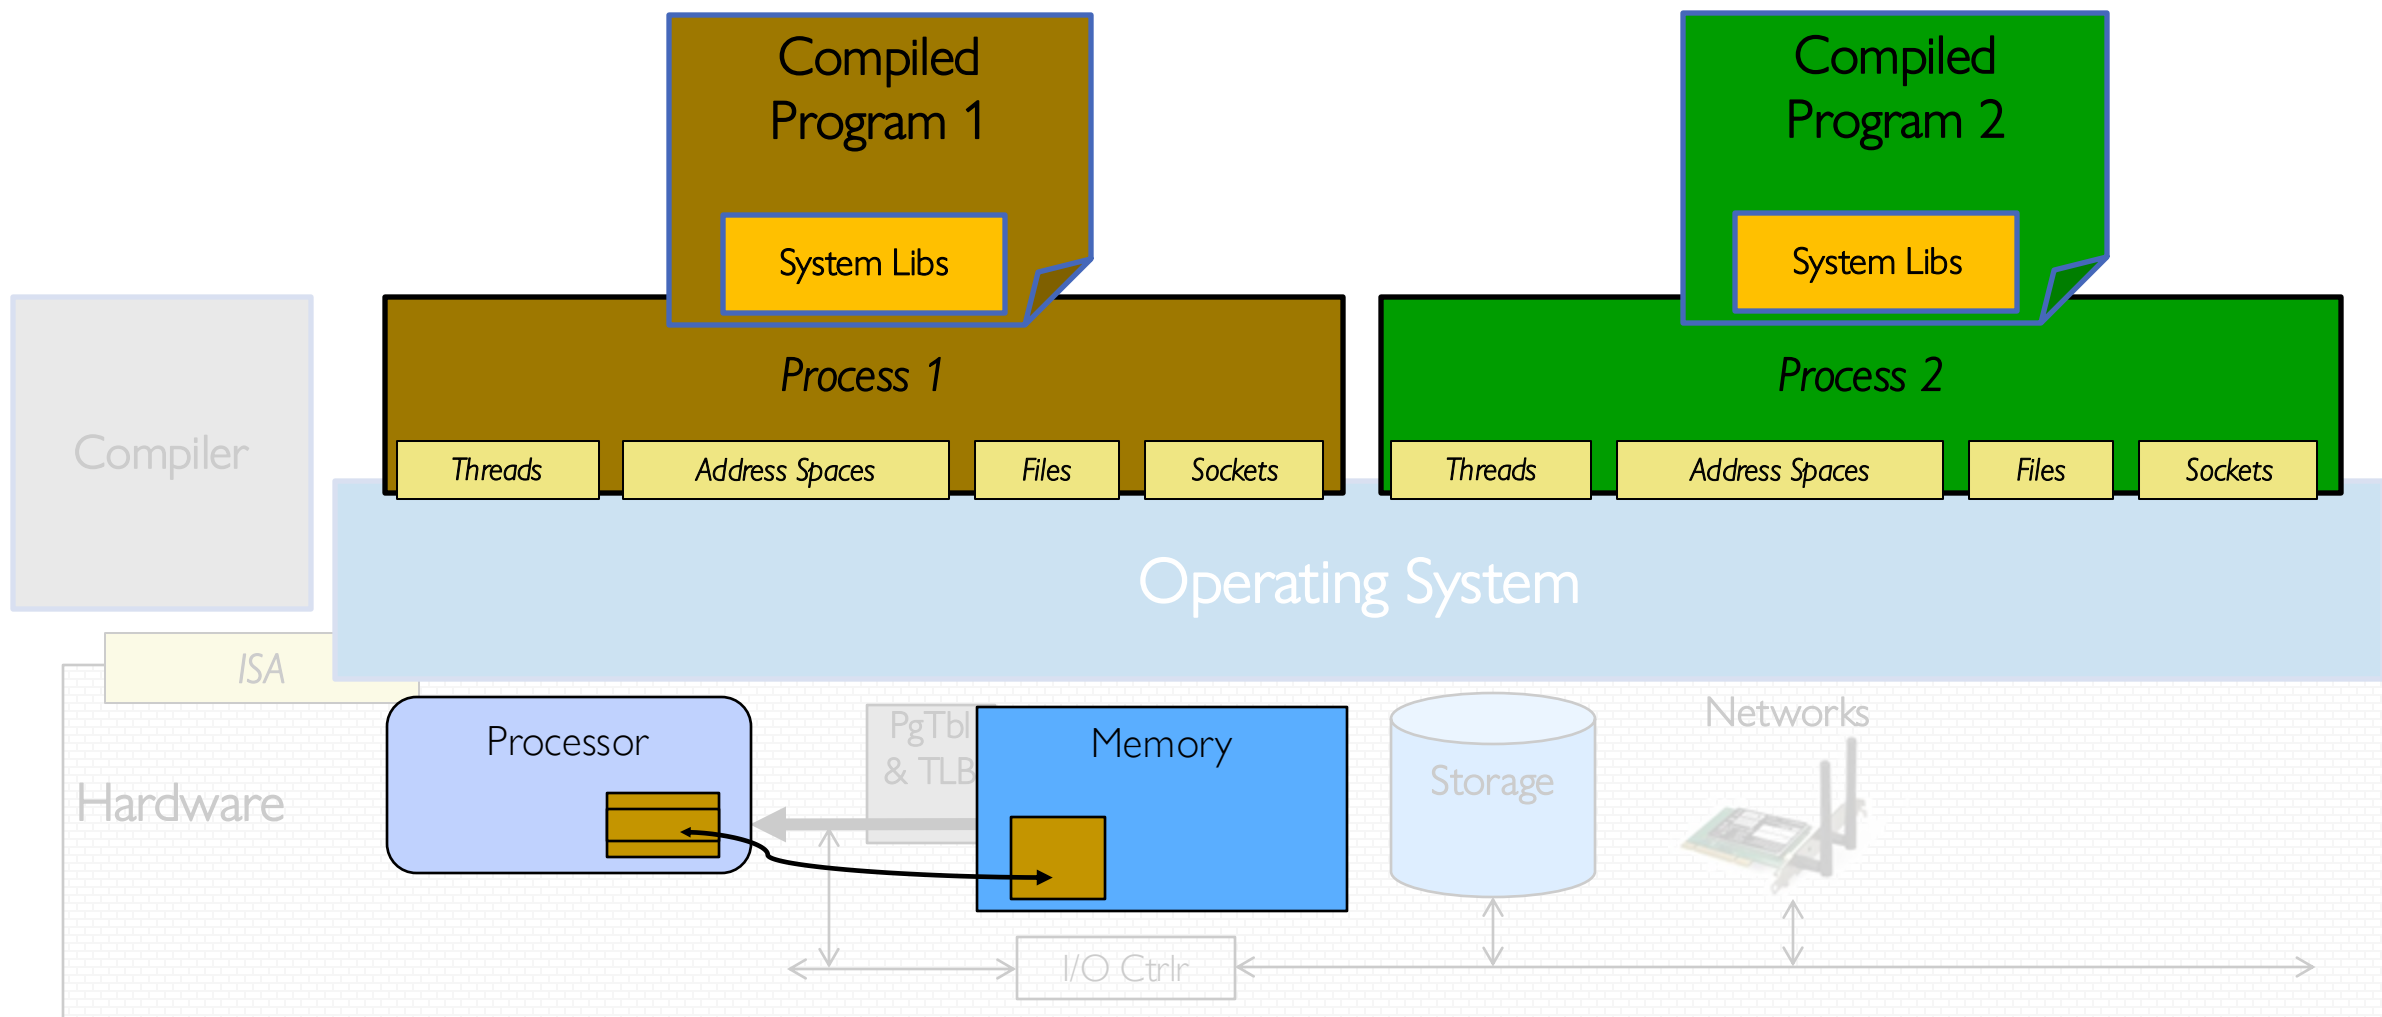 Compiled
Program 1
System Libs
Compiled
Program 2
System Libs
Compiler
Process 1
Threads
Address Spaces
Files
Sockets
Process 2
Threads
Address Spaces
Files
Sockets
Operating System
ISA
Hardware
Processor
PgTbl
& TLB
Memory
Storage
Networks
I/O Ctrlr